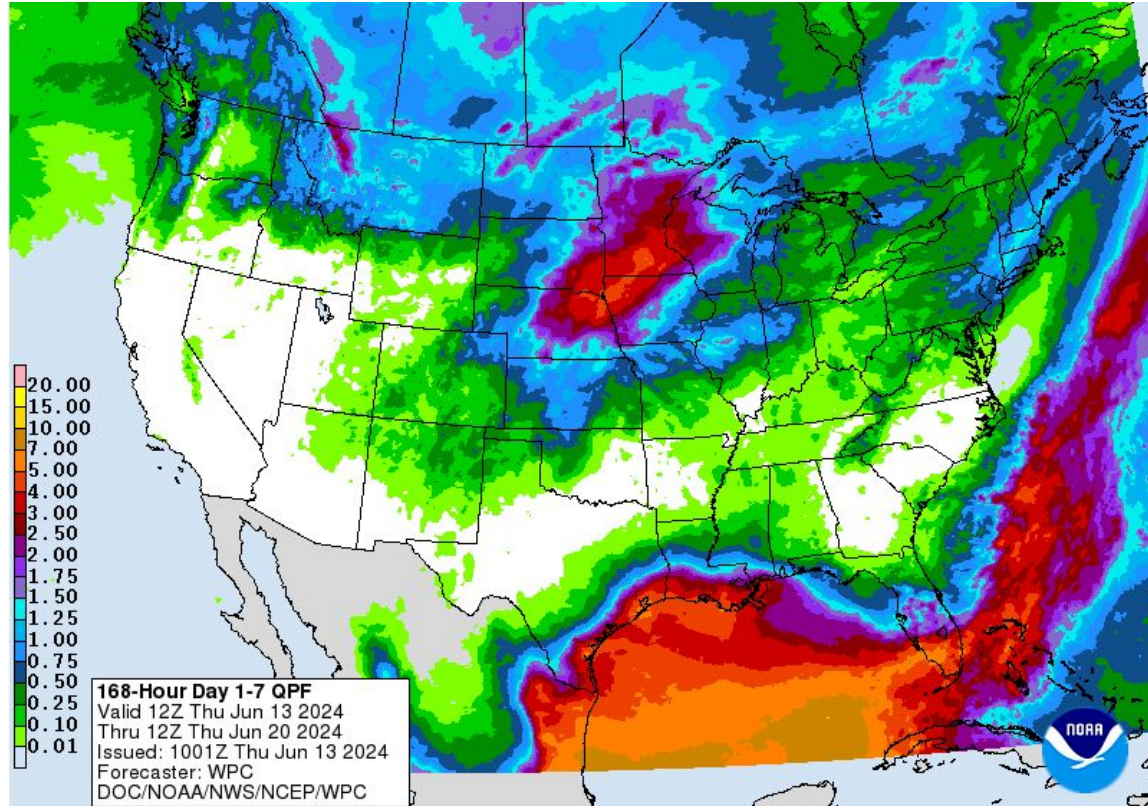 20.00
15.00
10.00
7.00
5.00
4.00
3.00
2.50
2.00
1.75
1.50
1.25
1.00
0.75
0.50
0.25
0.10
0.01
168-Hour Day 1-7 QPF
Valid 12Z Thu Jun 13 2024
Thru 12Z Thu Jun 20 2024
Issued: 1001Z Thu Jun 13 2024
Forecaster: WPC
DOC/NOAA/NWS/NCEP/WPC
NOAA